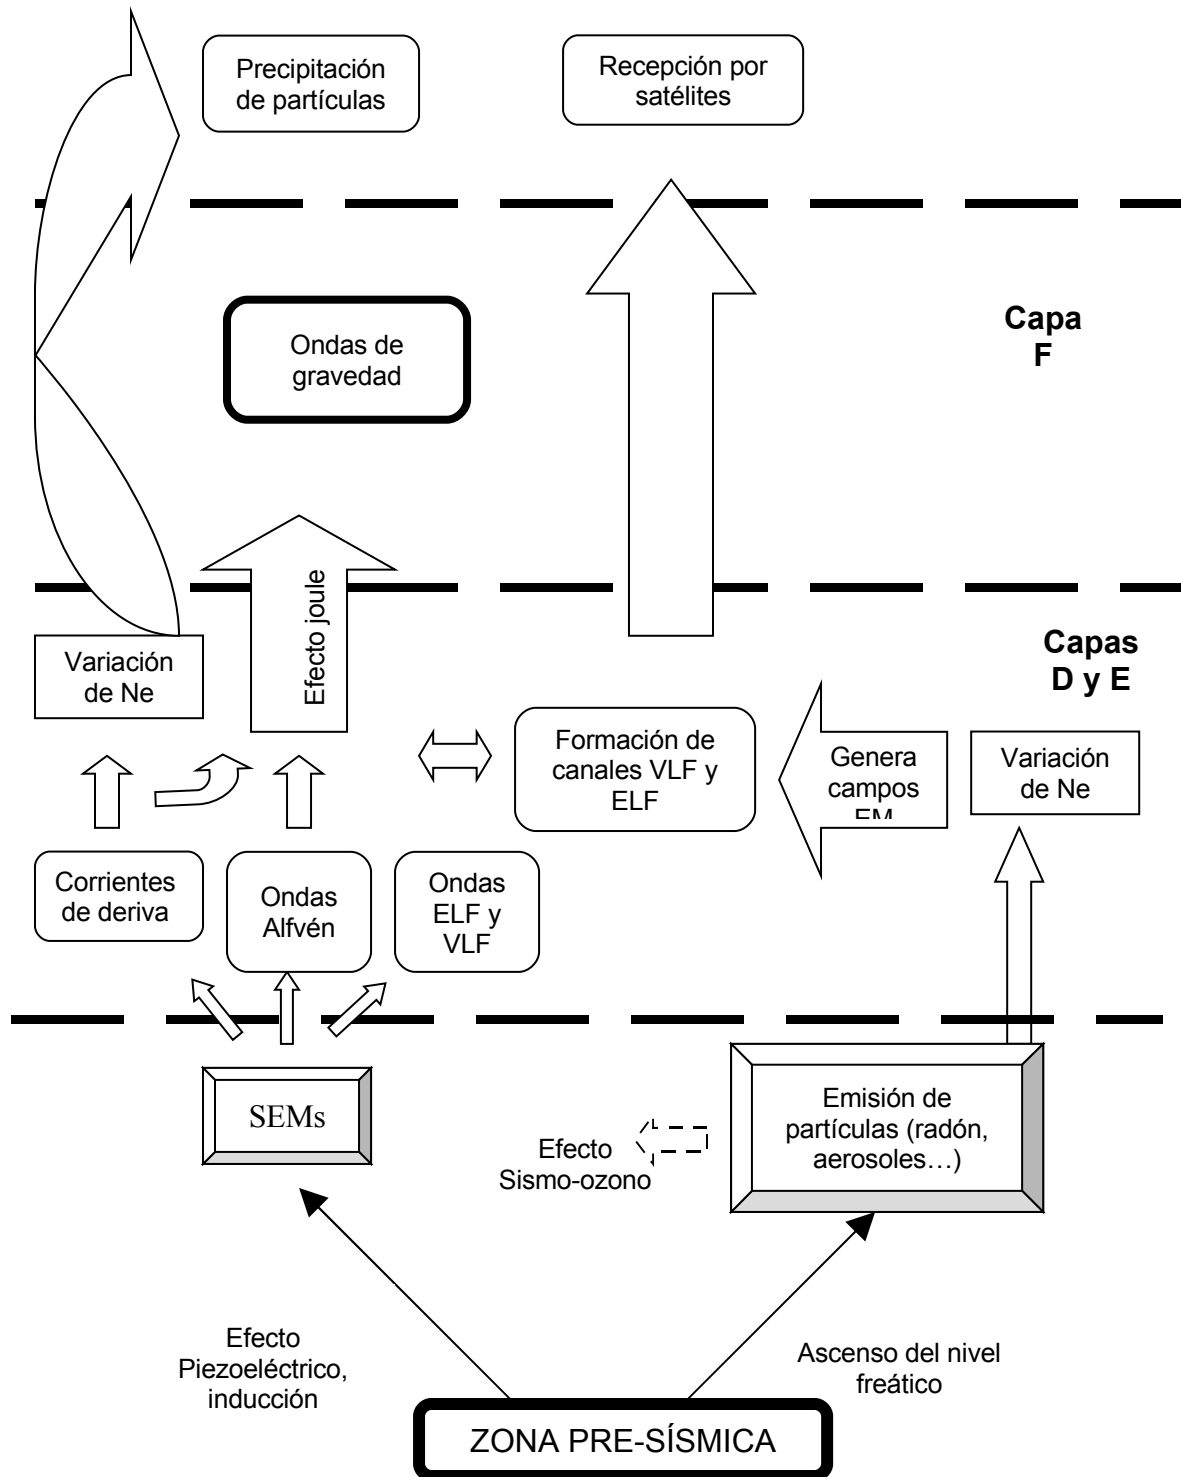 Precipitación
de partículas
Recepción por
satélites
Ondas de
gravedad
Capa
F
Efecto joule
Variación
de Ne
Capas
D y E
Formación de
canales VLF y
ELF
Genera
campos
EM
Variación
de Ne
Corrientes
de deriva
Ondas
Alfvén
Ondas
ELF y
VLF
SEMs
Emisión de
partículas (radón,
aerosoles…)
Efecto
Sismo-ozono
Efecto
Piezoeléctrico,
inducción
Ascenso del nivel
freático
ZONA PRE-SÍSMICA